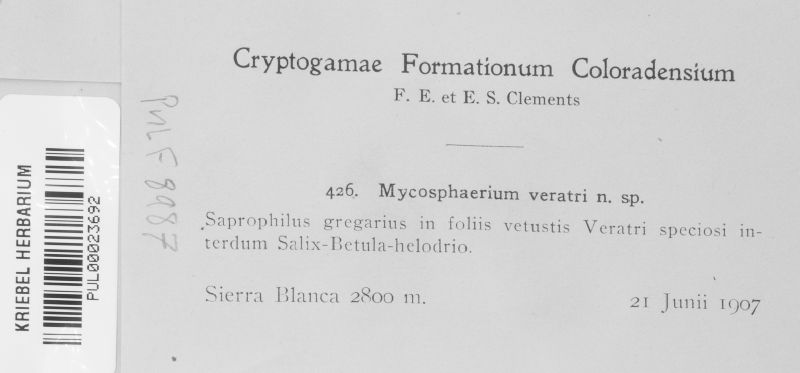 Cryptogamae Formationum Coloradensium
F. E. et E. S. Clements
426. Mycosphaerium veratri n. sp.
Saprophilus gregarius in foliis vetustis Veratri speciosi in-
terdum Salix-Betula-helodrio.
Sierra Blanca 2800 m.
21 Junii 1907
PUL F 8987
KRIEBEL HERBARIUM
PUL00023692